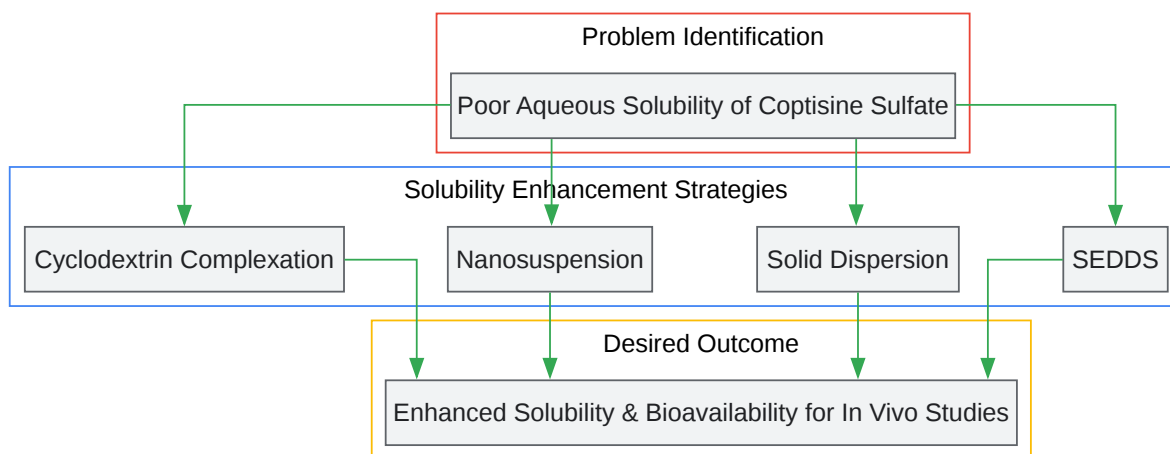 Problem Identification
Poor Aqueous Solubility of Coptisine Sulfate
Solubility Enhancement Strategies
Cyclodextrin Complexation
Nanosuspension
Solid Dispersion
SEDDS
Desired Outcome
Enhanced Solubility & Bioavailability for In Vivo Studies